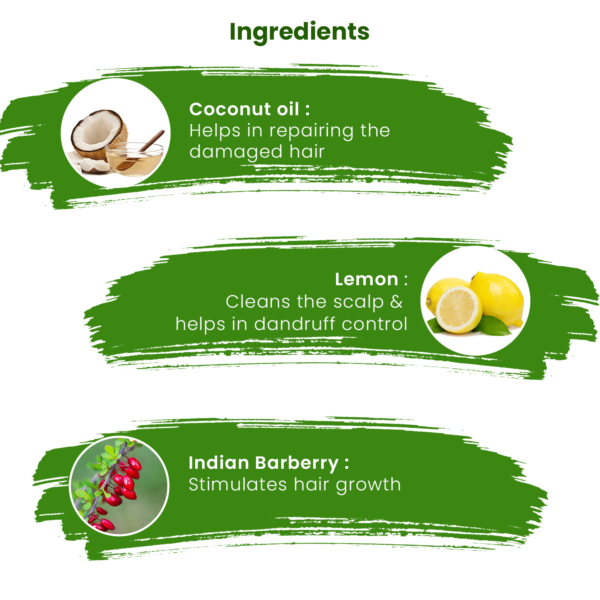 Ingredients
Coconut oil :
Helps in repairing the
damaged hair
Lemon :
Cleans the scalp &
helps in dandruff control
Indian Barberry :
Stimulates hair growth